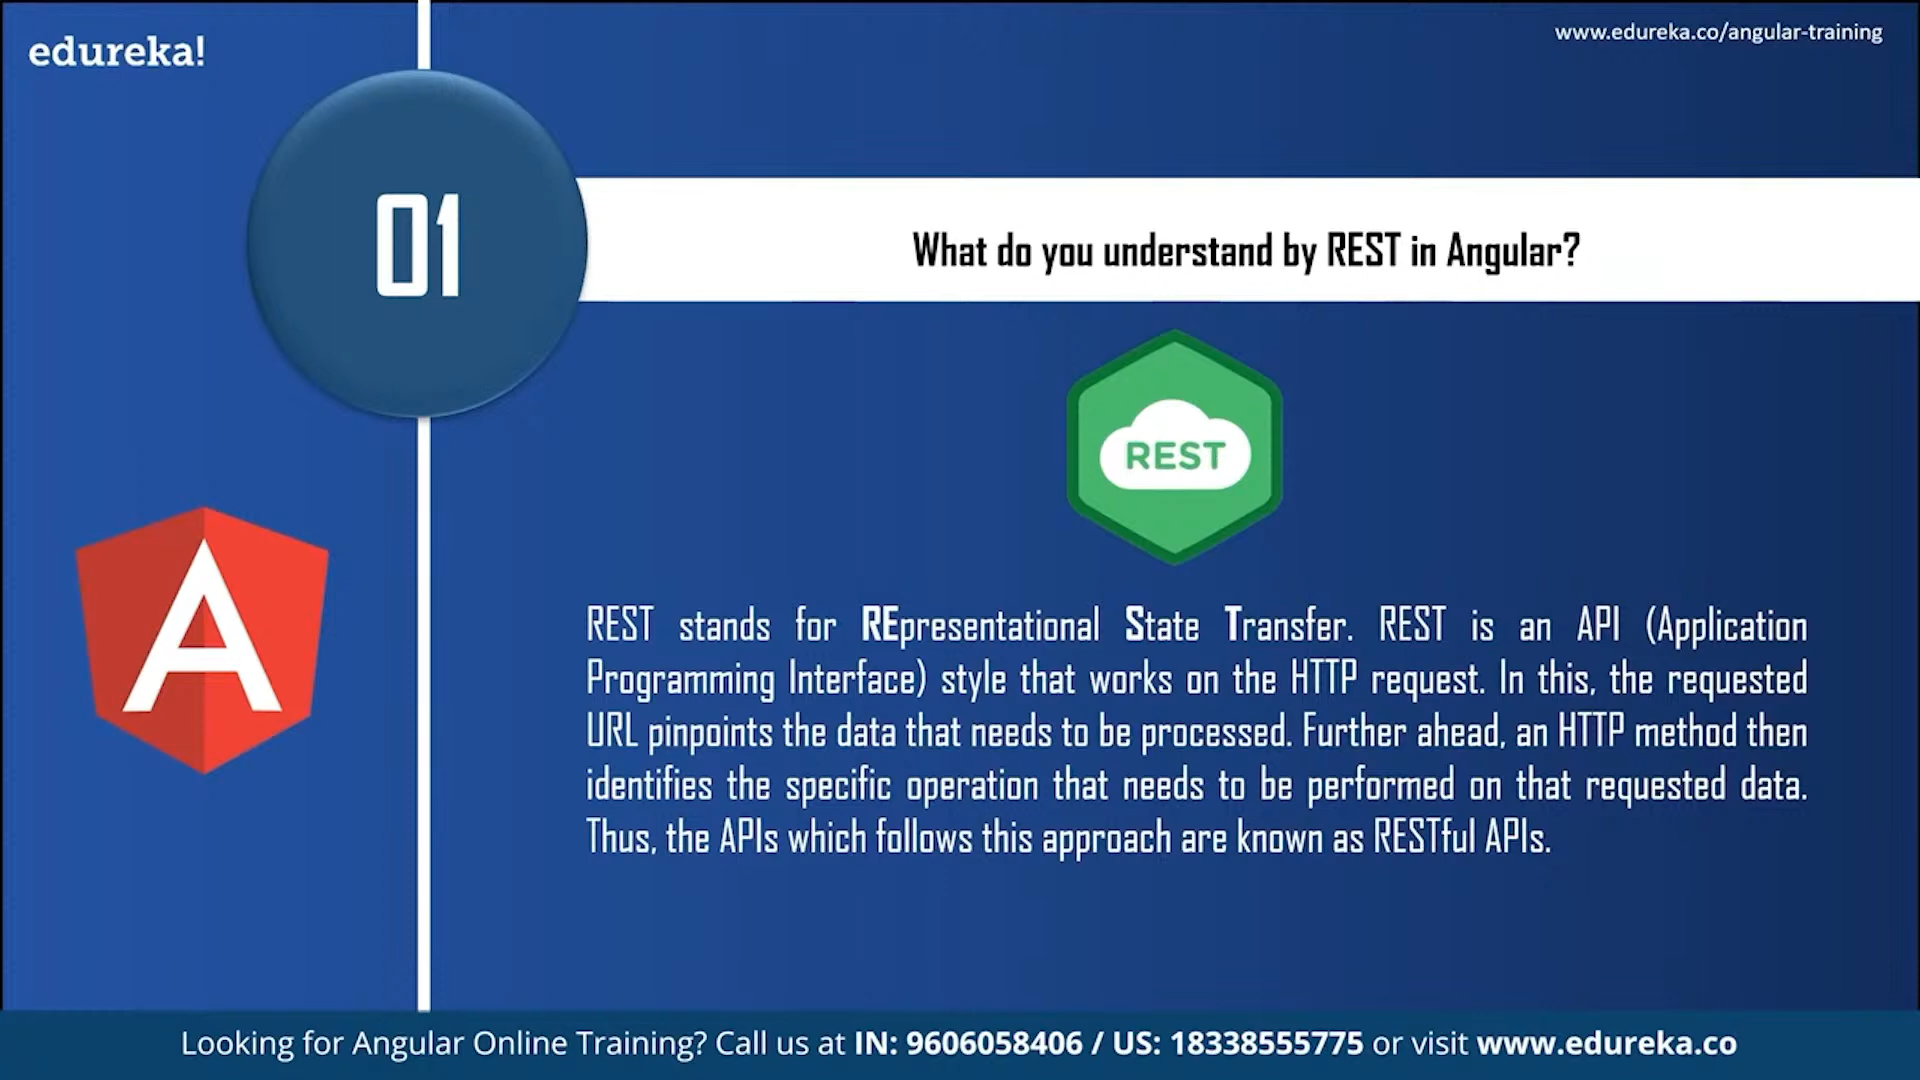 edureka!
www.edureka.co/angular-training
01
What do you understand by REST in Angular?
REST
REST stands for REpresentational State Transfer. REST is an API (Application
Programming Interface) style that works on the HTTP request. In this, the requested
URL pinpoints the data that needs to be processed. Further ahead, an HTTP method then
identifies the specific operation that needs to be performed on that requested data.
Thus, the APIs which follows this approach are known as RESTful APIs.
Looking for Angular Online Training? Call us at IN: 9606058406 / US: 18338555775 or visit www.edureka.co